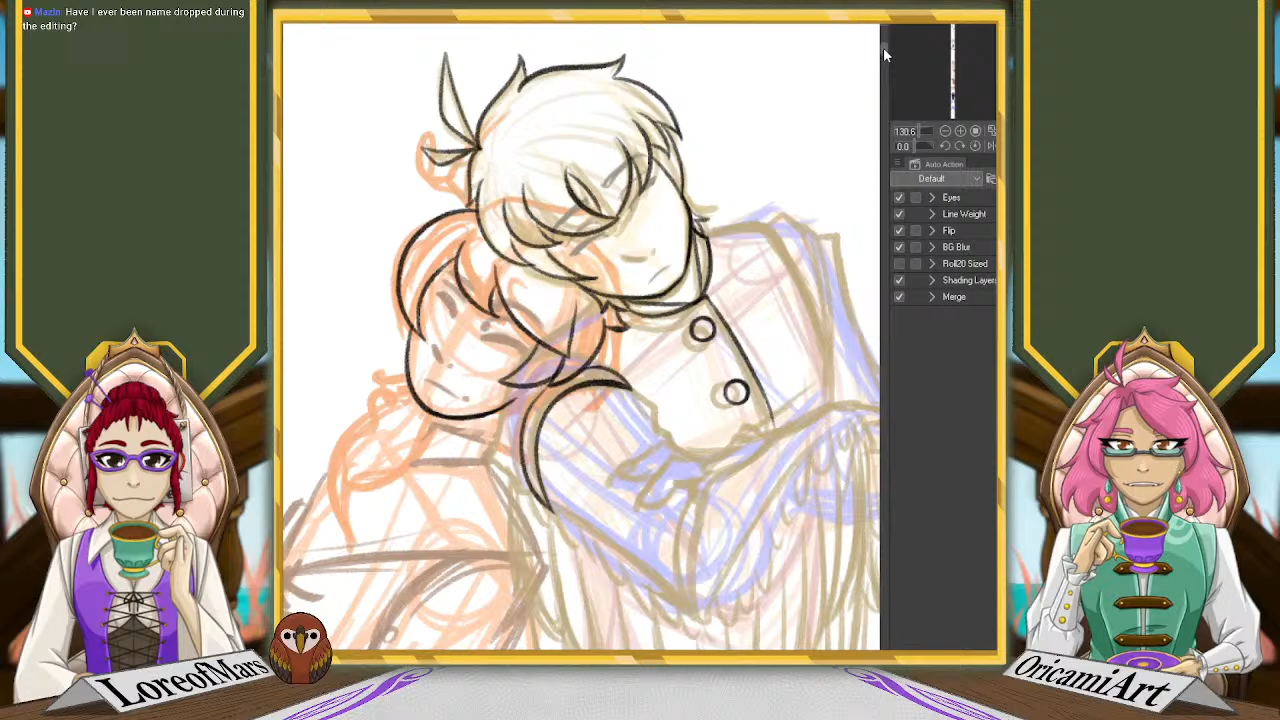 Mazin Have I ever been name dropped during
the editing?
130.6
0.0
Auto Action
Default
Eyes
Line Weight
Flip
BG Blur
Roll20 Sized
Shading Layers
Merge
LoreofMars
OricamiArt